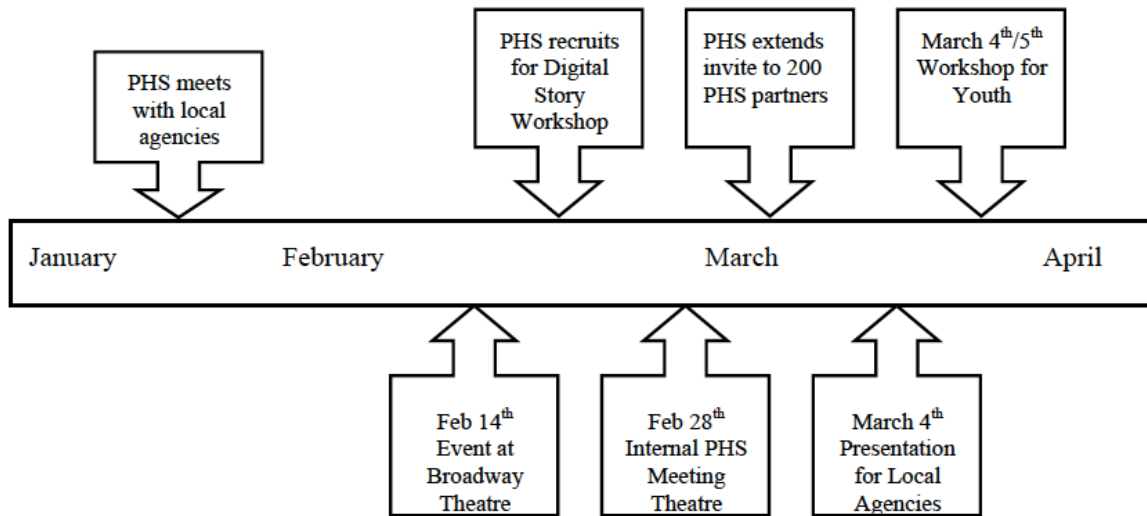 PHS meets
with local
agencies
PHS recruits
for Digital
Story
Workshop
PHS extends
invite to 200
PHS partners
March 4th/5th
Workshop for
Youth
January February March April
Feb 14th
Event at
Broadway
Theatre
Feb 28th
Internal PHS
Meeting
Theatre
March 4th
Presentation
for Local
Agencies